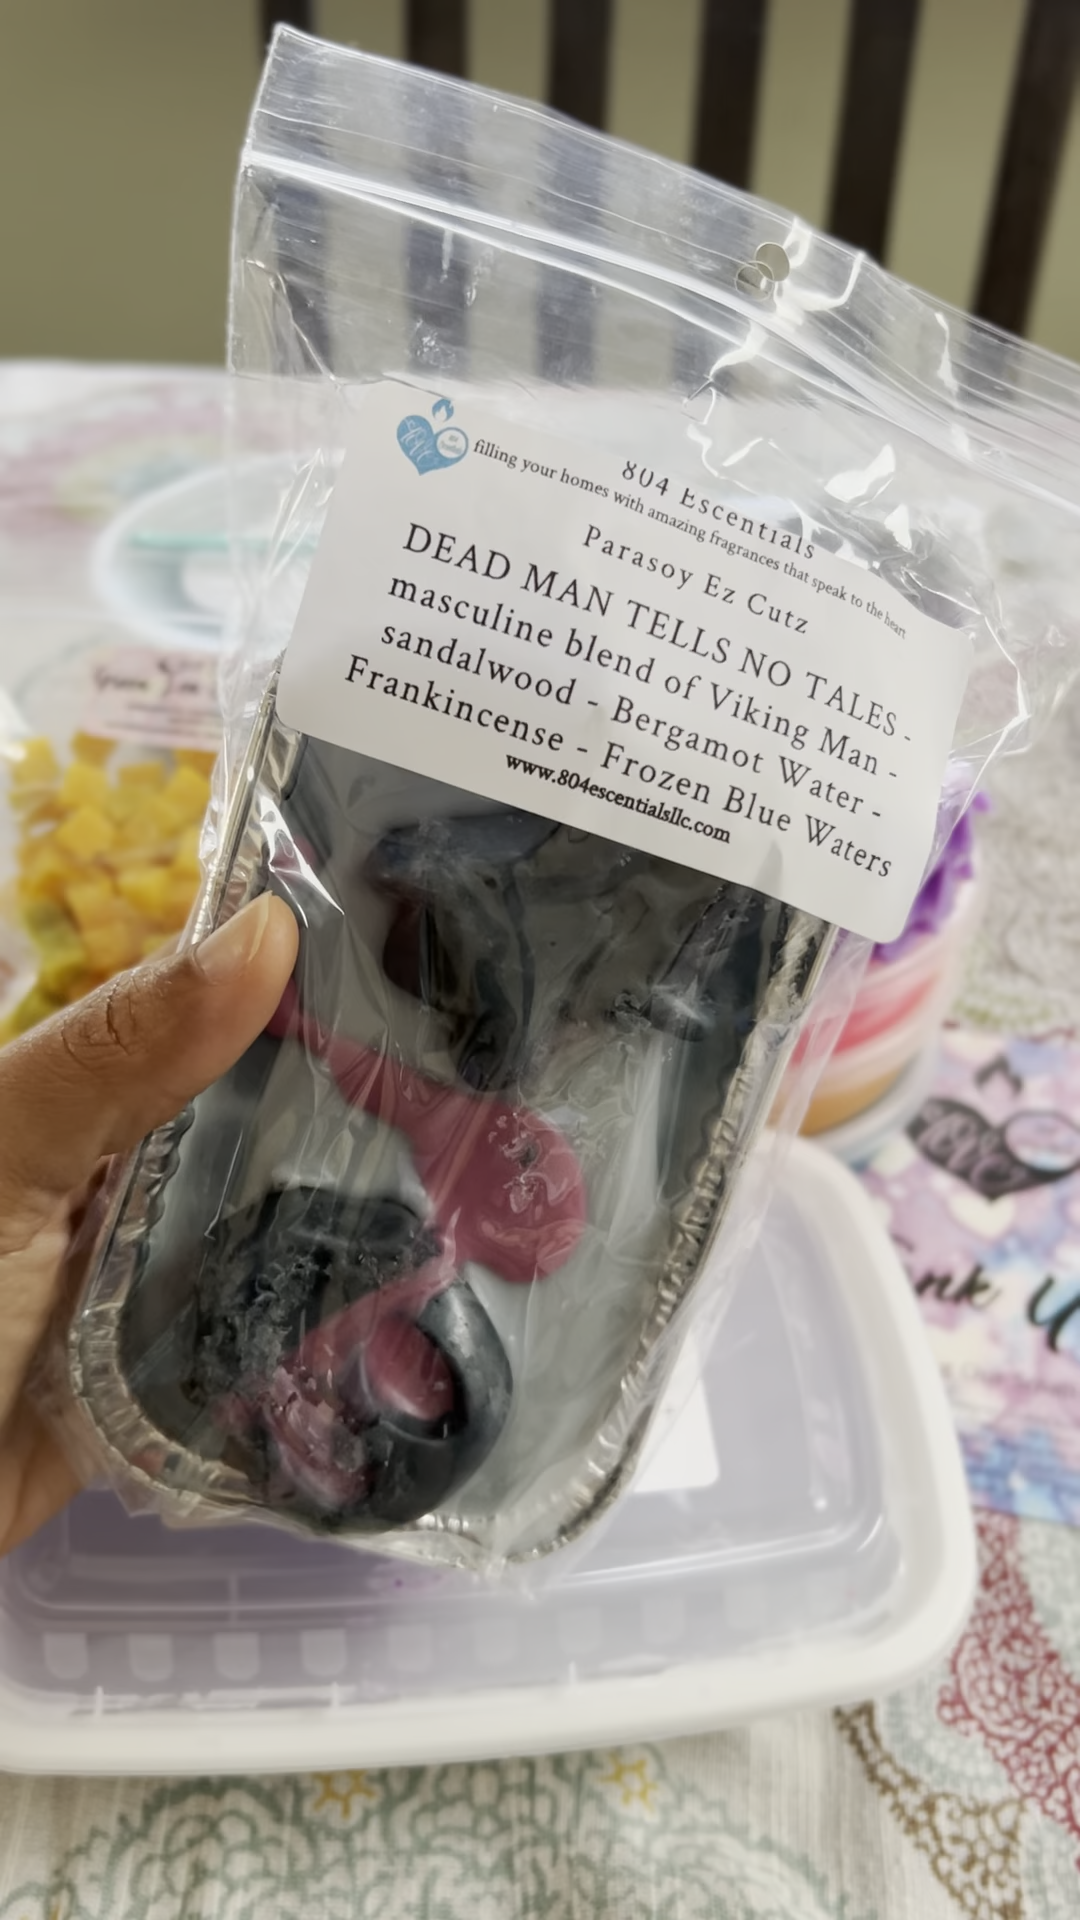 804 Escentials
filling your homes with amazing fragrances that speak to the heart
Parasoy Ez Cutz
DEAD MAN TELLS NO TALES -
masculine blend of Viking Man -
sandalwood - Bergamot Water -
Frankincense - Frozen Blue Waters
www.804escentialsllc.com